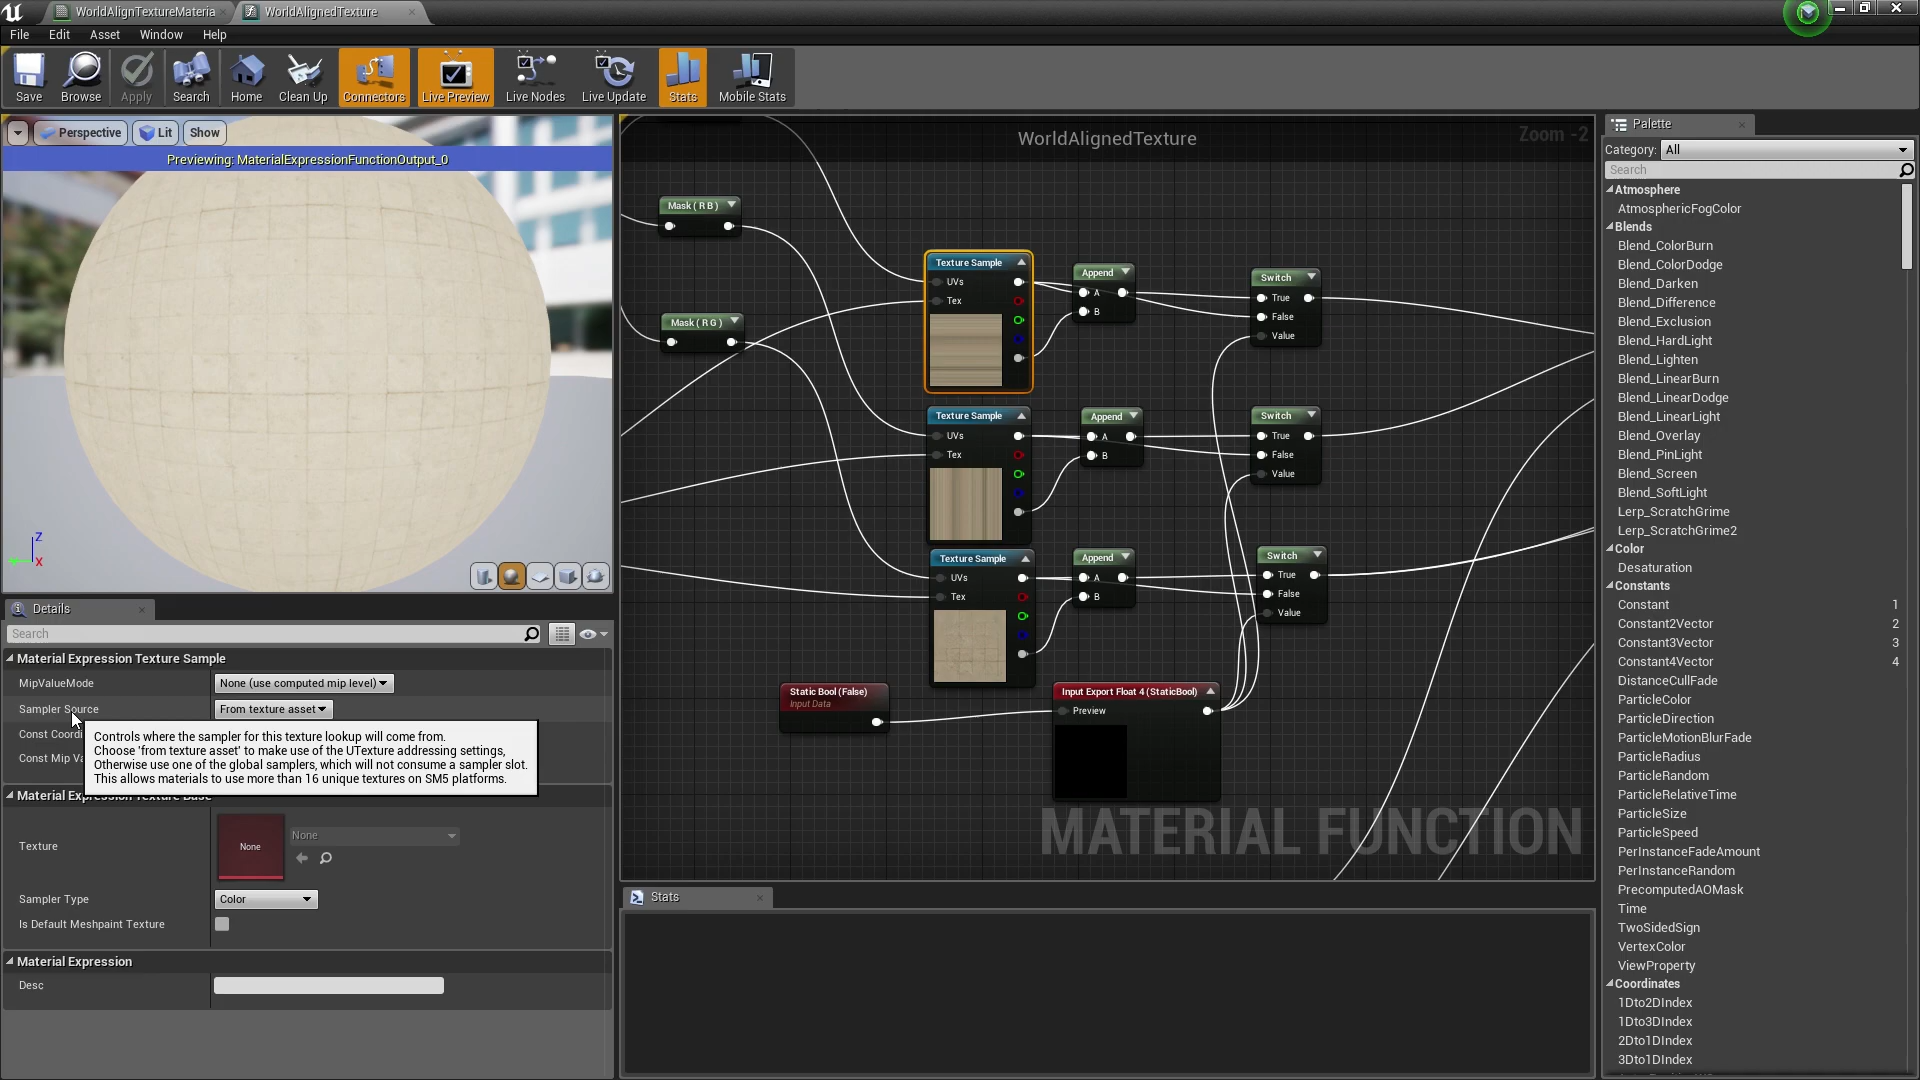 WorldAlignTextureMateria
WorldAlignedTexture
File
Edit
Asset
Window
Help
Save
Browse
Apply
Search
Home
Clean Up
Connectors
Live Preview
Live Nodes
Live Update
Stats
Mobile Stats
Perspective
Lit
Show
Previewing: MaterialExpressionFunctionOutput_0
Z
X
Details
Search
Material Expression Texture Sample
MipValueMode
None (use computed mip level)
Sampler Source
From texture asset
Const Coordi
Const Mip Va
Controls where the sampler for this texture lookup will come from.
Choose 'from texture asset' to make use of the UTexture addressing settings,
Otherwise use one of the global samplers, which will not consume a sampler slot.
This allows materials to use more than 16 unique textures on SM5 platforms.
Material Expression Texture Base
Texture
None
None
Sampler Type
Color
Is Default Meshpaint Texture
Material Expression
Desc
WorldAlignedTexture
Zoom -2
Mask ( R B )
Mask ( R G )
Texture Sample
UVs
Tex
Append
A
B
Switch
True
False
Value
Texture Sample
UVs
Tex
Append
A
B
Switch
True
False
Value
Texture Sample
UVs
Tex
Append
A
B
Switch
True
False
Value
Static Bool (False)
Input Data
Input Export Float 4 (StaticBool)
Preview
MATERIAL FUNCTION
Stats
Palette
Category:
All
Search
Atmosphere
AtmosphericFogColor
Blends
Blend_ColorBurn
Blend_ColorDodge
Blend_Darken
Blend_Difference
Blend_Exclusion
Blend_HardLight
Blend_Lighten
Blend_LinearBurn
Blend_LinearDodge
Blend_LinearLight
Blend_Overlay
Blend_PinLight
Blend_Screen
Blend_SoftLight
Lerp_ScratchGrime
Lerp_ScratchGrime2
Color
Desaturation
Constants
Constant 1
Constant2Vector 2
Constant3Vector 3
Constant4Vector 4
DistanceCullFade
ParticleColor
ParticleDirection
ParticleMotionBlurFade
ParticleRadius
ParticleRandom
ParticleRelativeTime
ParticleSize
ParticleSpeed
PerInstanceFadeAmount
PerInstanceRandom
PrecomputedAOMask
Time
TwoSidedSign
VertexColor
ViewProperty
Coordinates
1Dto2DIndex
1Dto3DIndex
2Dto1DIndex
3Dto1DIndex